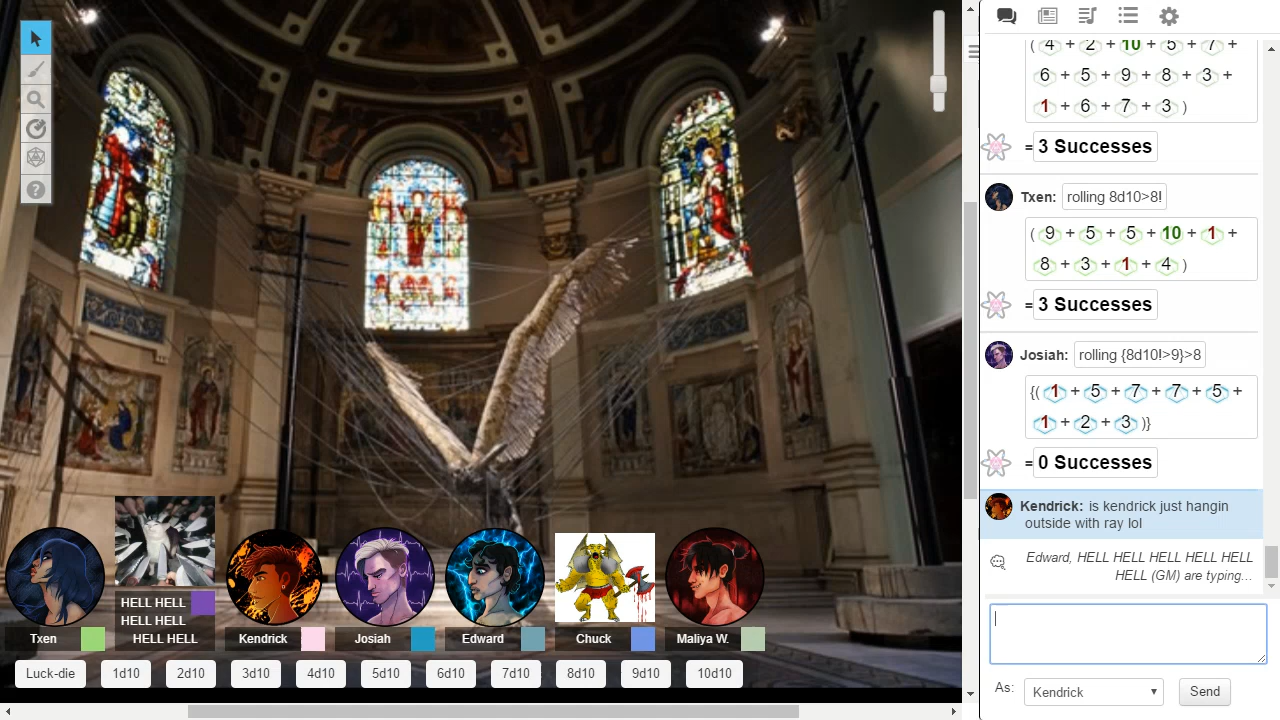 ( 4 + 2 + 10 + 5 + 7 +
6 + 5 + 9 + 8 + 3 +
1 + 6 + 7 + 3 )
= 3 Successes
Txen: rolling 8d10>8!
( 9 + 5 + 5 + 10 + 1 +
8 + 3 + 1 + 4 )
= 3 Successes
Josiah: rolling {8d10!>9}>8
{( 1 + 5 + 7 + 7 + 5 +
1 + 2 + 3 )}
= 0 Successes
Kendrick: is kendrick just hangin
outside with ray lol
Edward, HELL HELL HELL HELL HELL
HELL (GM) are typing...
As: Kendrick Send
HELL HELL
HELL HELL
HELL HELL
Txen Kendrick Josiah Edward Chuck Maliya W.
Luck-die 1d10 2d10 3d10 4d10 5d10 6d10 7d10 8d10 9d10 10d10